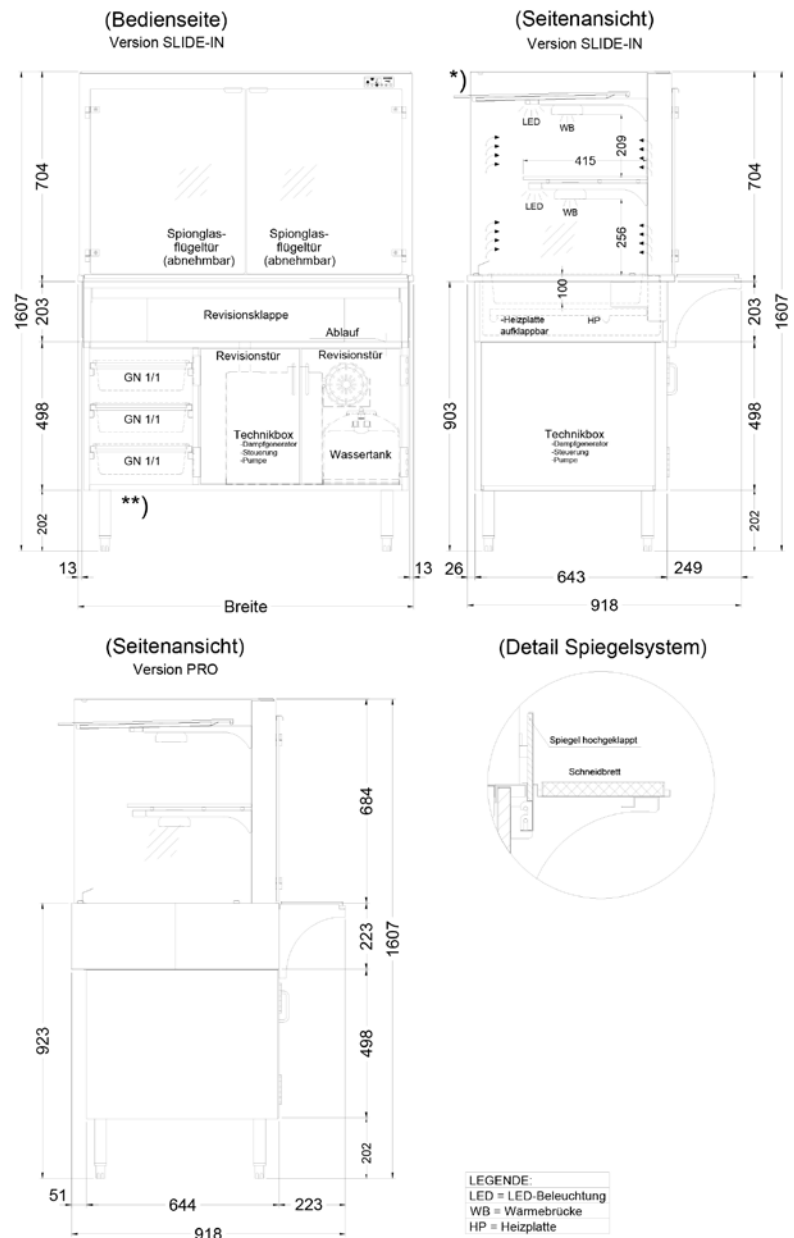 (Bedienseite)
Version SLIDE-IN
704
1607
203
498
202
Spionglas-
flügeltür
(abnehmbar)
Spionglas-
flügeltür
(abnehmbar)
Revisionsklappe
Ablauf
Revisionstür
Revisionstür
GN 1/1
GN 1/1
GN 1/1
Technikbox
-Dampfgenerator
-Steuerung
-Pumpe
Wassertank
**)
13
13
Breite
(Seitenansicht)
Version SLIDE-IN
*)
LED
WB
209
415
LED
WB
256
100
-Heizplatte
aufklappbar
HP
Technikbox
-Dampfgenerator
-Steuerung
-Pumpe
903
704
203
1607
498
202
26
643
249
918
(Seitenansicht)
Version PRO
684
223
1607
923
498
202
51
644
223
918
(Detail Spiegelsystem)
Spiegel hochgeklappt
Schneidbrett
LEGENDE:
LED = LED-Beleuchtung
WB = Wärmebrücke
HP = Heizplatte